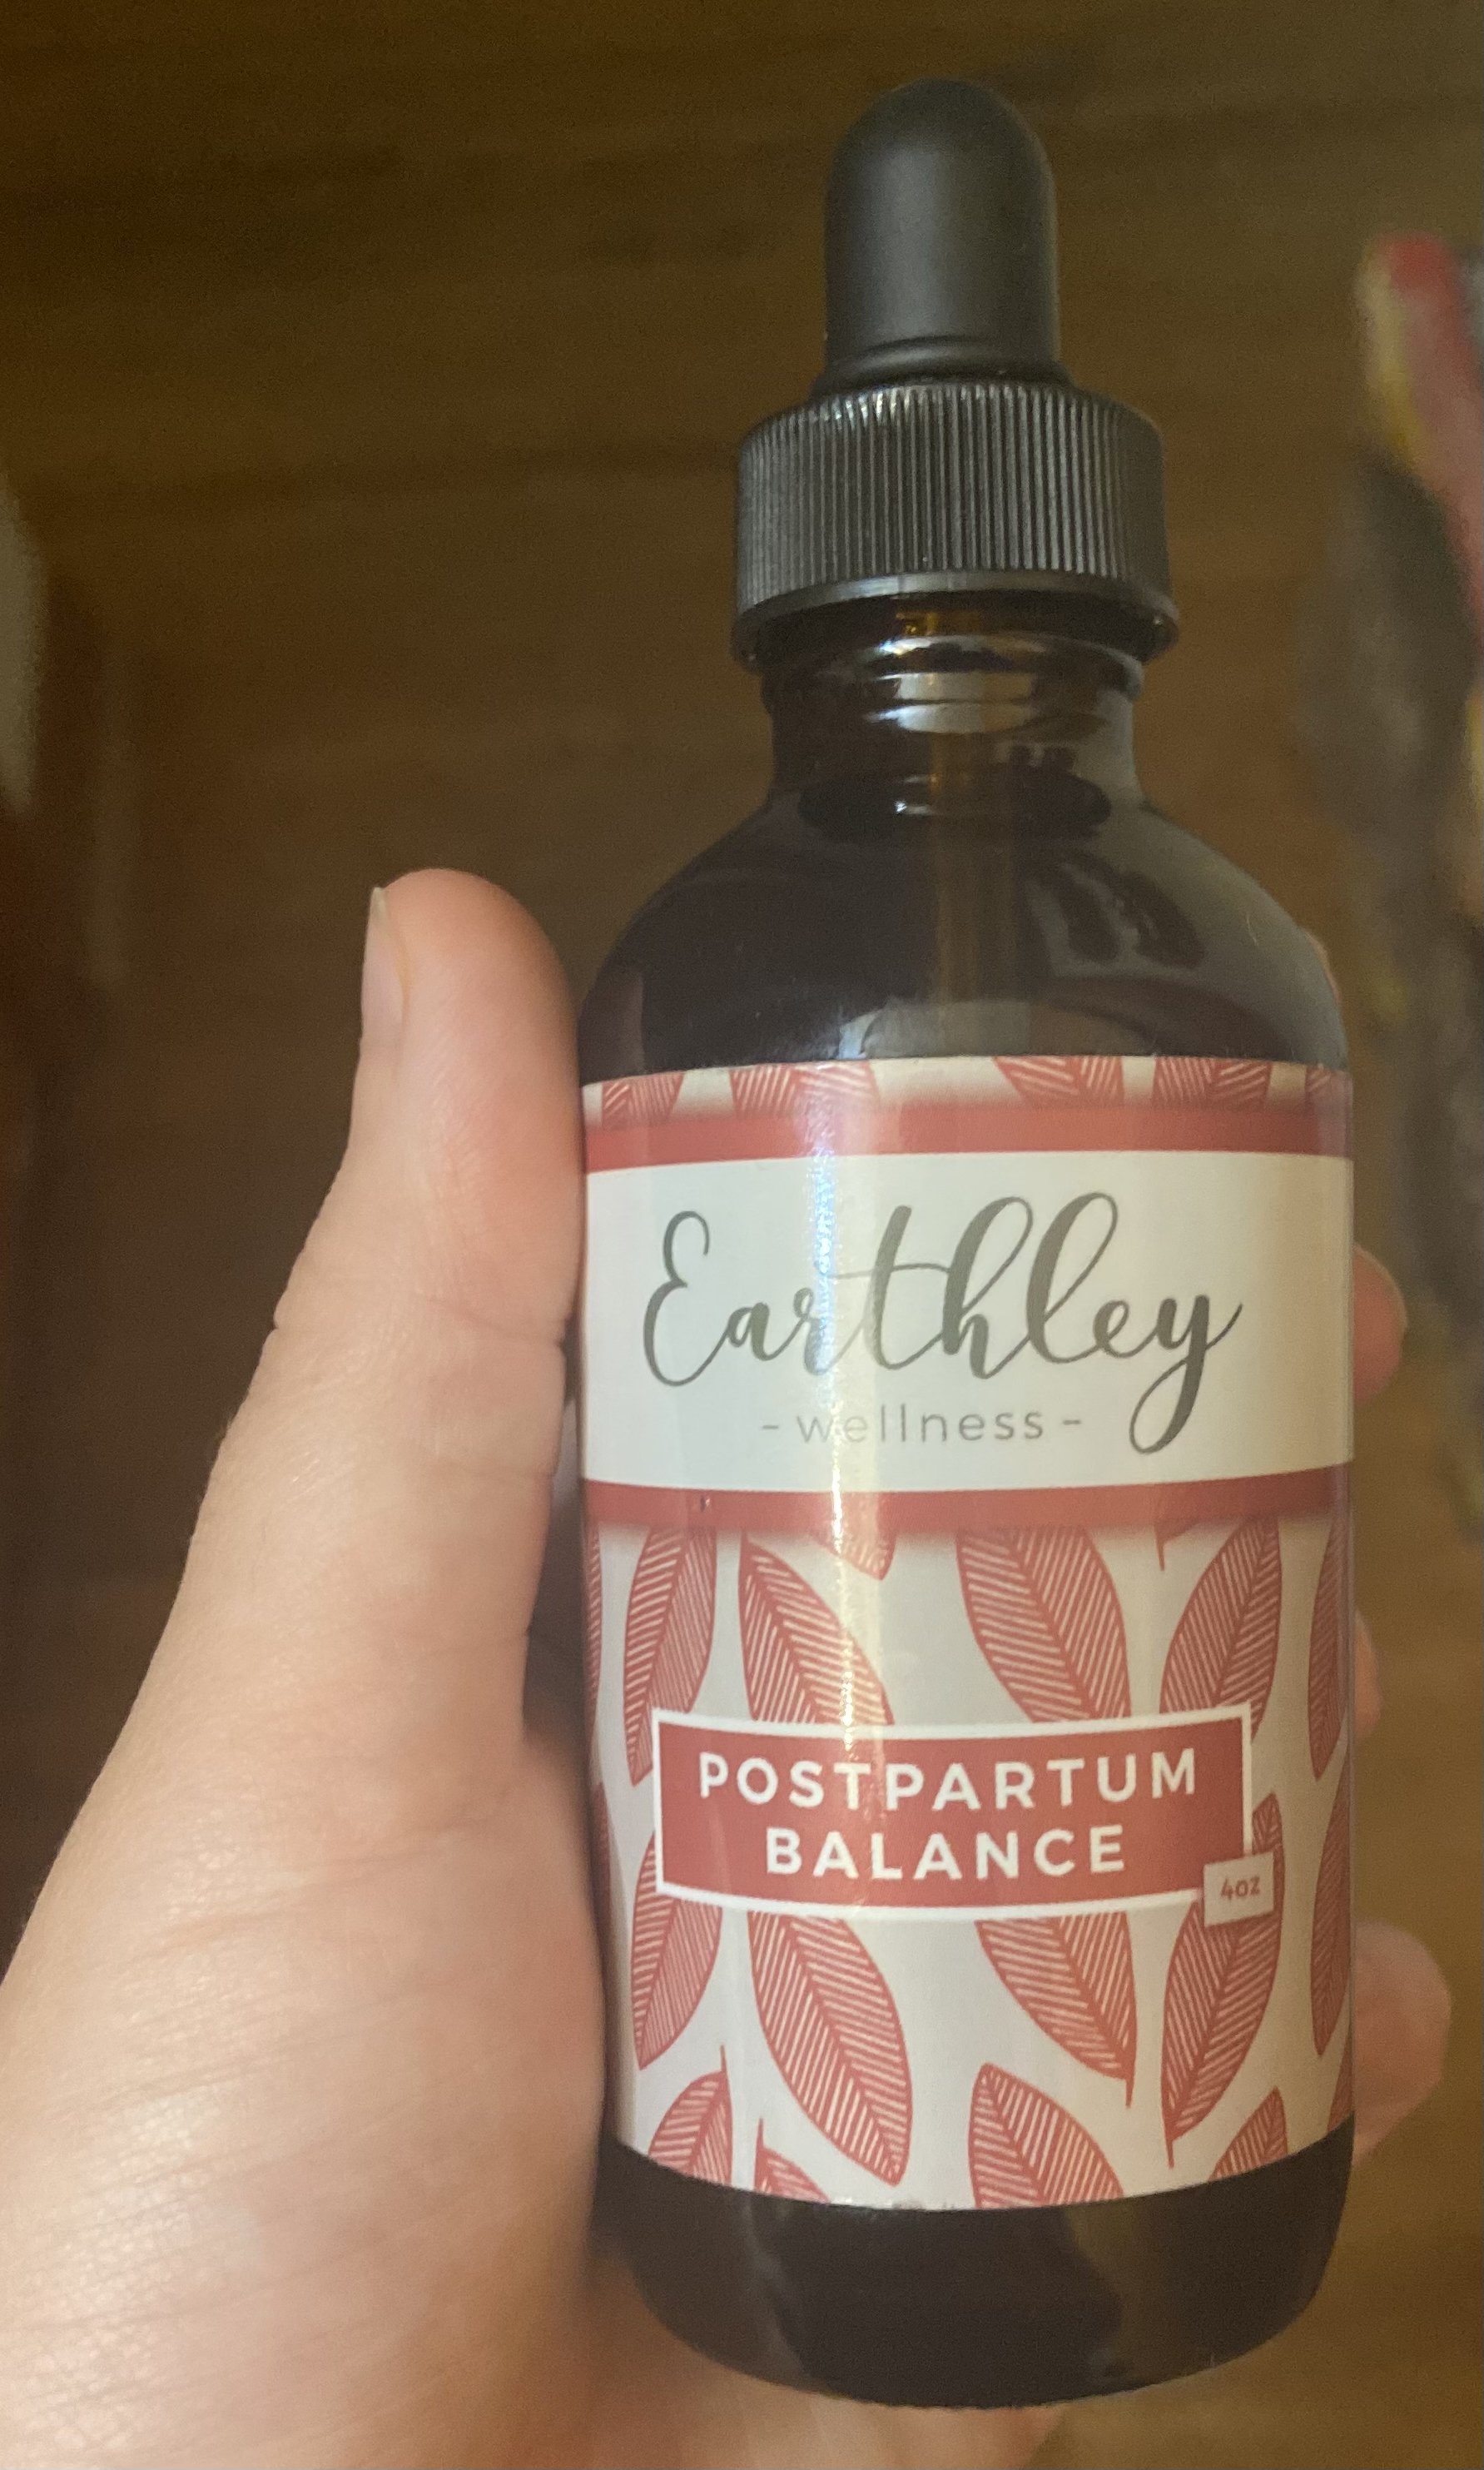 Earthley
- wellness -
POSTPARTUM
BALANCE
4oz